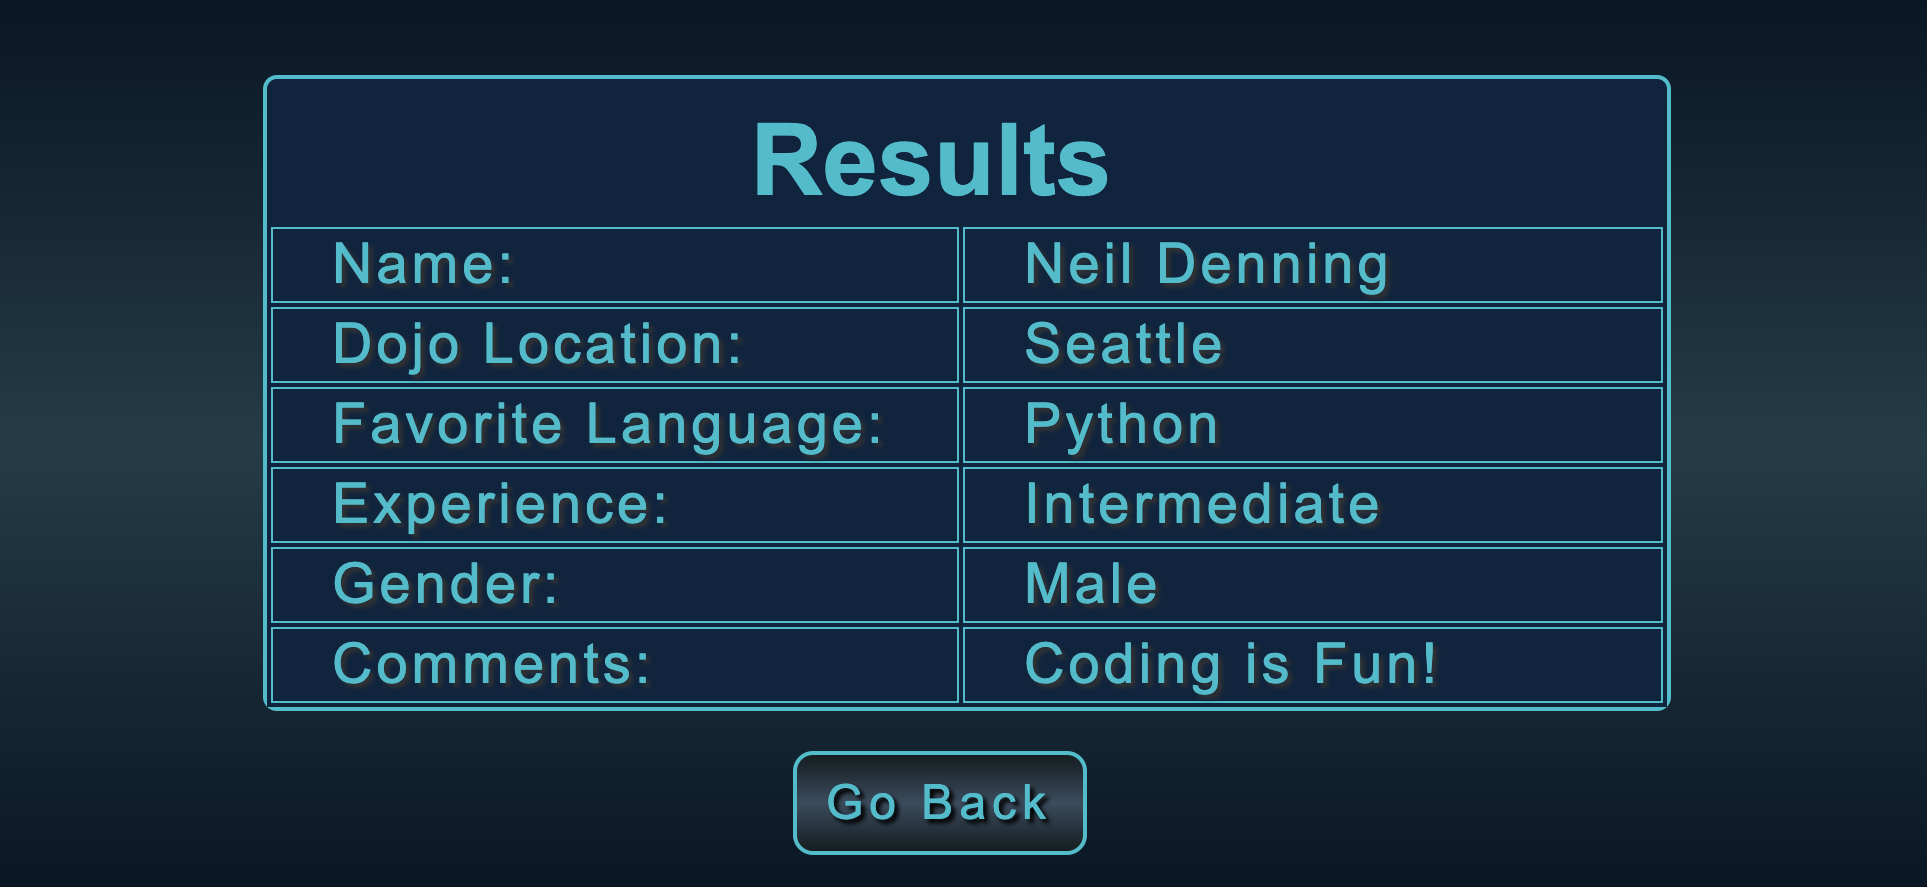 Results
Name: Neil Denning
Dojo Location: Seattle
Favorite Language: Python
Experience: Intermediate
Gender: Male
Comments: Coding is Fun!
Go Back